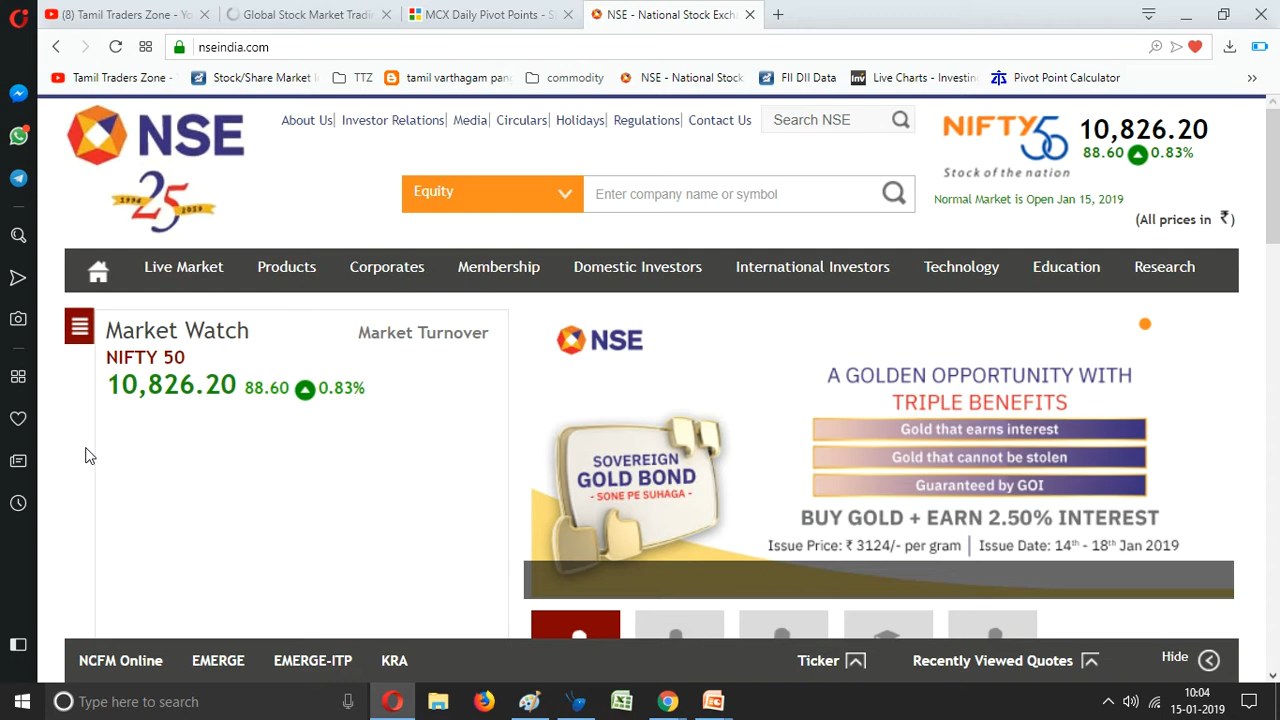 (8) Tamil Traders Zone - Yo
Global Stock Market Tradin
MCX Daily Pivot Points - S
NSE - National Stock Exch
nseindia.com
Tamil Traders Zone -
Stock/Share Market I
TTZ
tamil varthagam pan
commodity
NSE - National Stock
FII DII Data
Inv
Live Charts - Investin
Pivot Point Calculator
NSE
1994 25 2019
About Us| Investor Relations| Media| Circulars| Holidays| Regulations| Contact Us
Search NSE
Equity
Enter company name or symbol
NIFTY 50
Stock of the nation
10,826.20
88.60 0.83%
Normal Market is Open Jan 15, 2019
(All prices in ₹)
Live Market Products Corporates Membership Domestic Investors International Investors Technology Education Research
Market Watch
Market Turnover
NIFTY 50
10,826.20 88.60 0.83%
NSE
A GOLDEN OPPORTUNITY WITH
TRIPLE BENEFITS
Gold that earns interest
Gold that cannot be stolen
Guaranteed by GOI
SOVEREIGN
GOLD BOND
- SONE PE SUHAGA -
BUY GOLD + EARN 2.50% INTEREST
Issue Price: ₹ 3124/- per gram | Issue Date: 14th - 18th Jan 2019
NCFM Online EMERGE EMERGE-ITP KRA
Ticker
Recently Viewed Quotes
Hide
Type here to search
10:04
15-01-2019